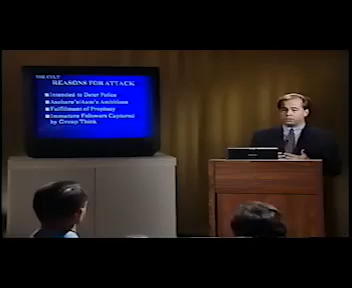 THE CULT
REASONS FOR ATTACK
Intended to Deter Police
Asahara's/Aum's Ambitions
Fulfillment of Prophecy
Immature Followers Captured
by Group Think